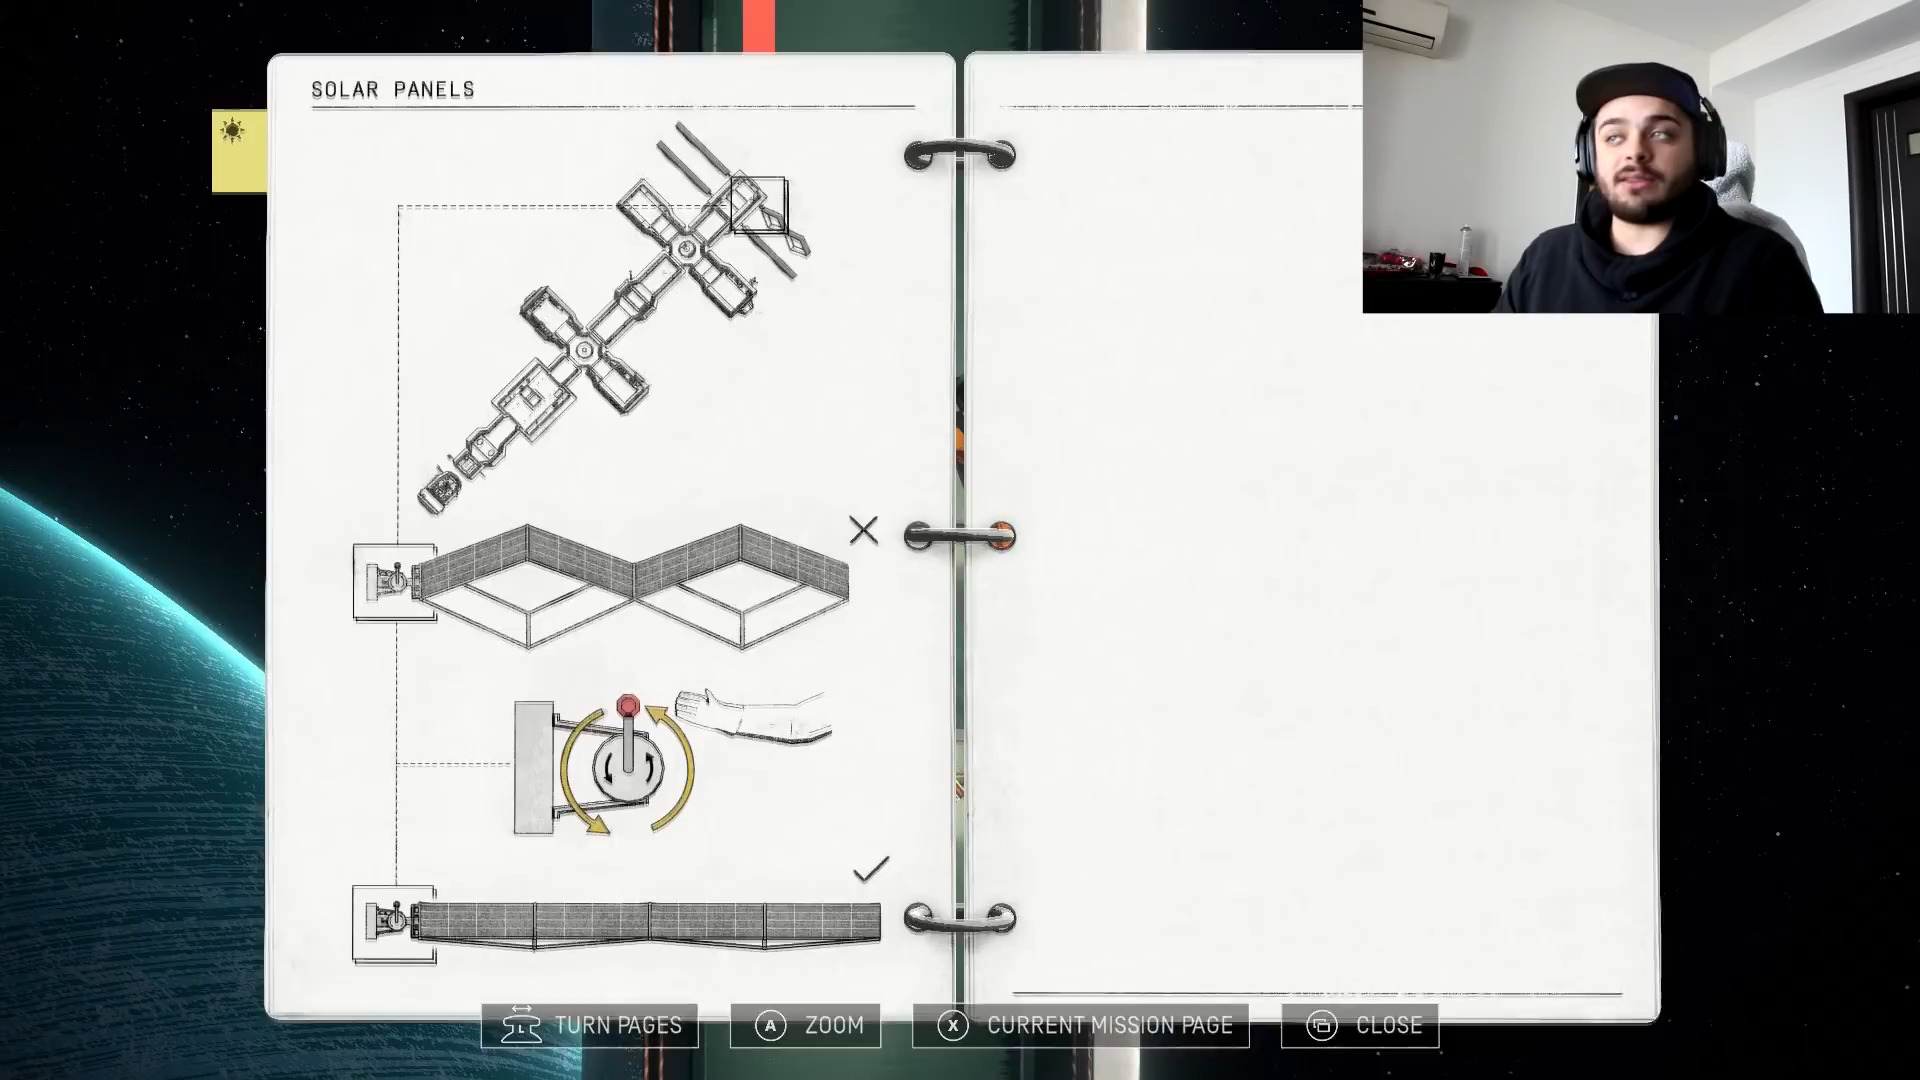 SOLAR PANELS
L TURN PAGES
A ZOOM
X CURRENT MISSION PAGE
CLOSE